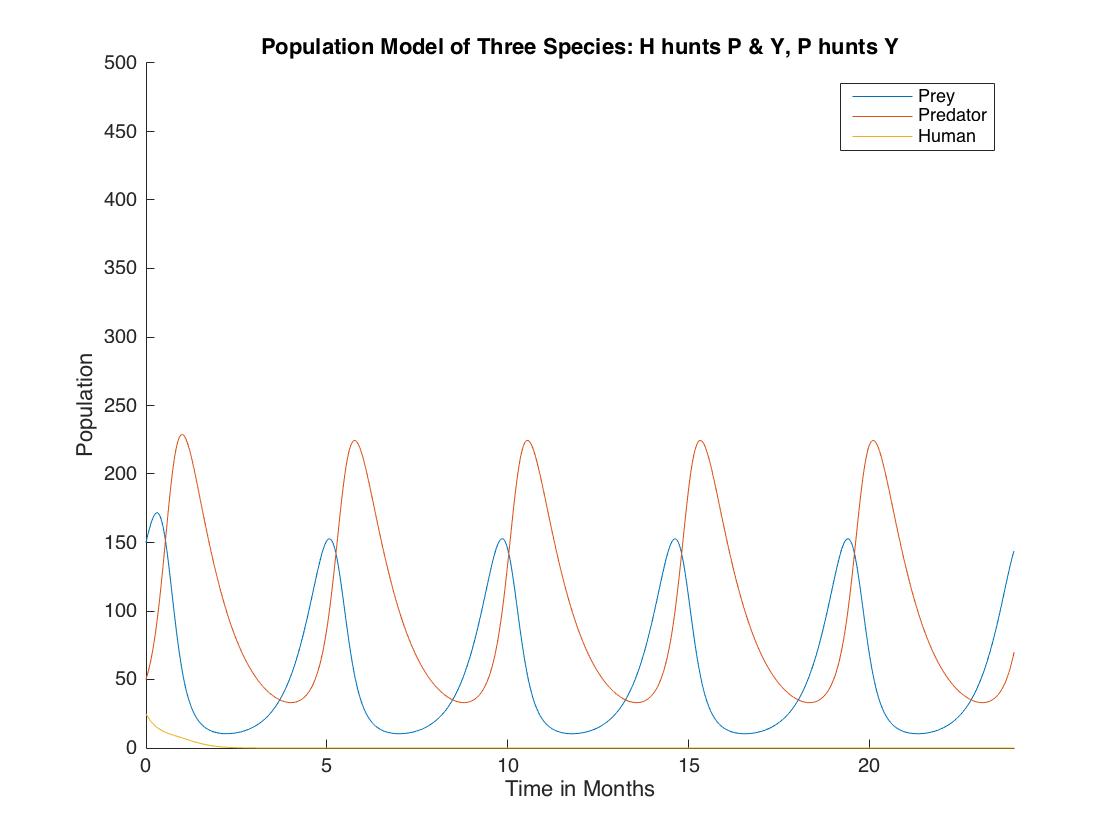 Population Model of Three Species: H hunts P & Y, P hunts Y
500
450
400
350
300
250
200
150
100
50
0
Population
Prey
Predator
Human
0 5 10 15 20
Time in Months